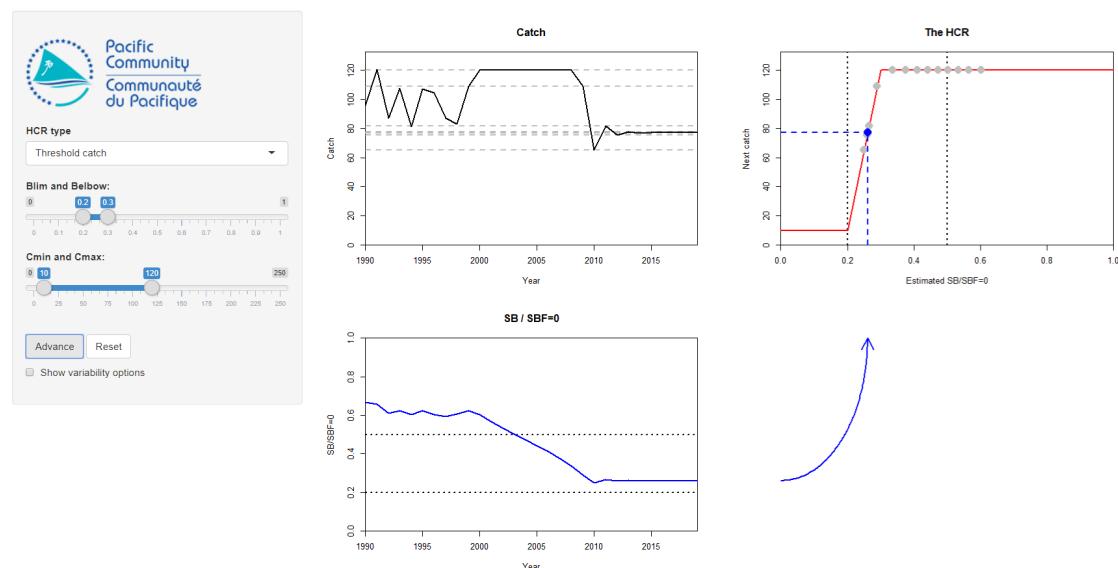 Pacific
Community
Communauté
du Pacifique
HCR type
Threshold catch
Blim and Belbow:
0 0.2 0.3 1
0 0.1 0.2 0.3 0.4 0.5 0.6 0.7 0.8 0.9 1
Cmin and Cmax:
0 10 120 250
0 25 50 75 100 125 150 175 200 225 250
Advance Reset
Show variability options
Catch
Catch
0 20 40 60 80 100 120
1990 1995 2000 2005 2010 2015
Year
The HCR
Next catch
0 20 40 60 80 100 120
0.0 0.2 0.4 0.6 0.8 1.0
Estimated SB/SBF=0
SB / SBF=0
SB/SBF=0
0.0 0.2 0.4 0.6 0.8 1.0
1990 1995 2000 2005 2010 2015
Year